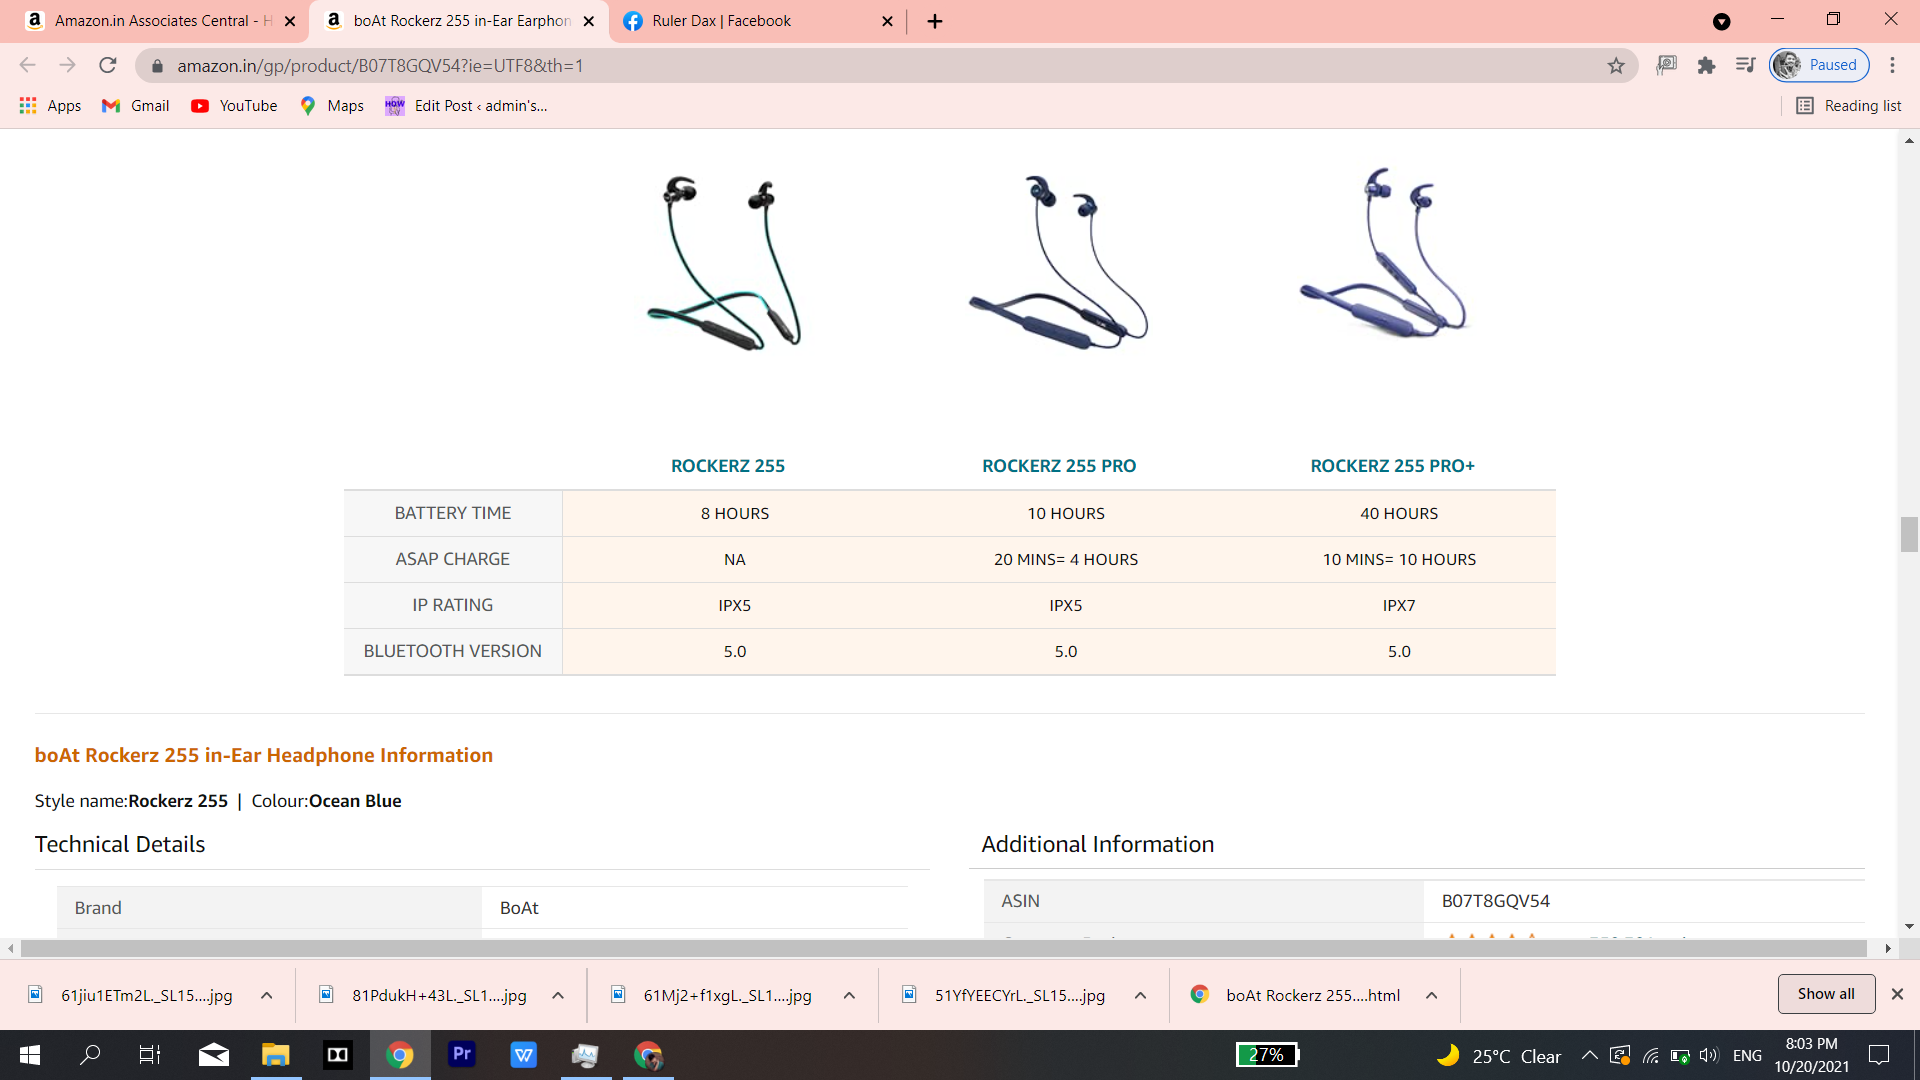 Amazon.in Associates Central - H
boAt Rockerz 255 in-Ear Earphon
Ruler Dax | Facebook
amazon.in/gp/product/B07T8GQV54?ie=UTF8&th=1
Paused
Apps
Gmail
YouTube
Maps
HOW
Edit Post ‹ admin's...
Reading list
ROCKERZ 255 ROCKERZ 255 PRO ROCKERZ 255 PRO+
BATTERY TIME 8 HOURS 10 HOURS 40 HOURS
ASAP CHARGE NA 20 MINS= 4 HOURS 10 MINS= 10 HOURS
IP RATING IPX5 IPX5 IPX7
BLUETOOTH VERSION 5.0 5.0 5.0
boAt Rockerz 255 in-Ear Headphone Information
Style name:Rockerz 255 | Colour:Ocean Blue
Technical Details
Brand BoAt
Additional Information
ASIN B07T8GQV54
61jiu1ETm2L._SL15....jpg
81PdukH+43L._SL1....jpg
61Mj2+f1xgL._SL1....jpg
51YfYEECYrL._SL15....jpg
boAt Rockerz 255....html
Show all
Pr
W
27%
25°C Clear
ENG
8:03 PM
10/20/2021